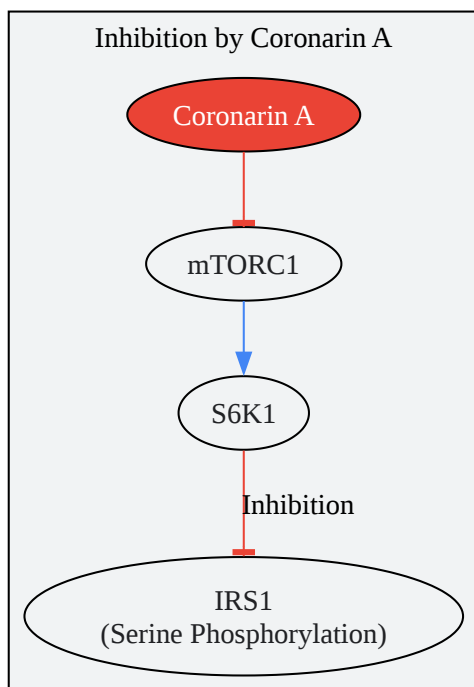 Inhibition by Coronarin A
Coronarin A
mTORC1
S6K1
Inhibition
IRS1
(Serine Phosphorylation)